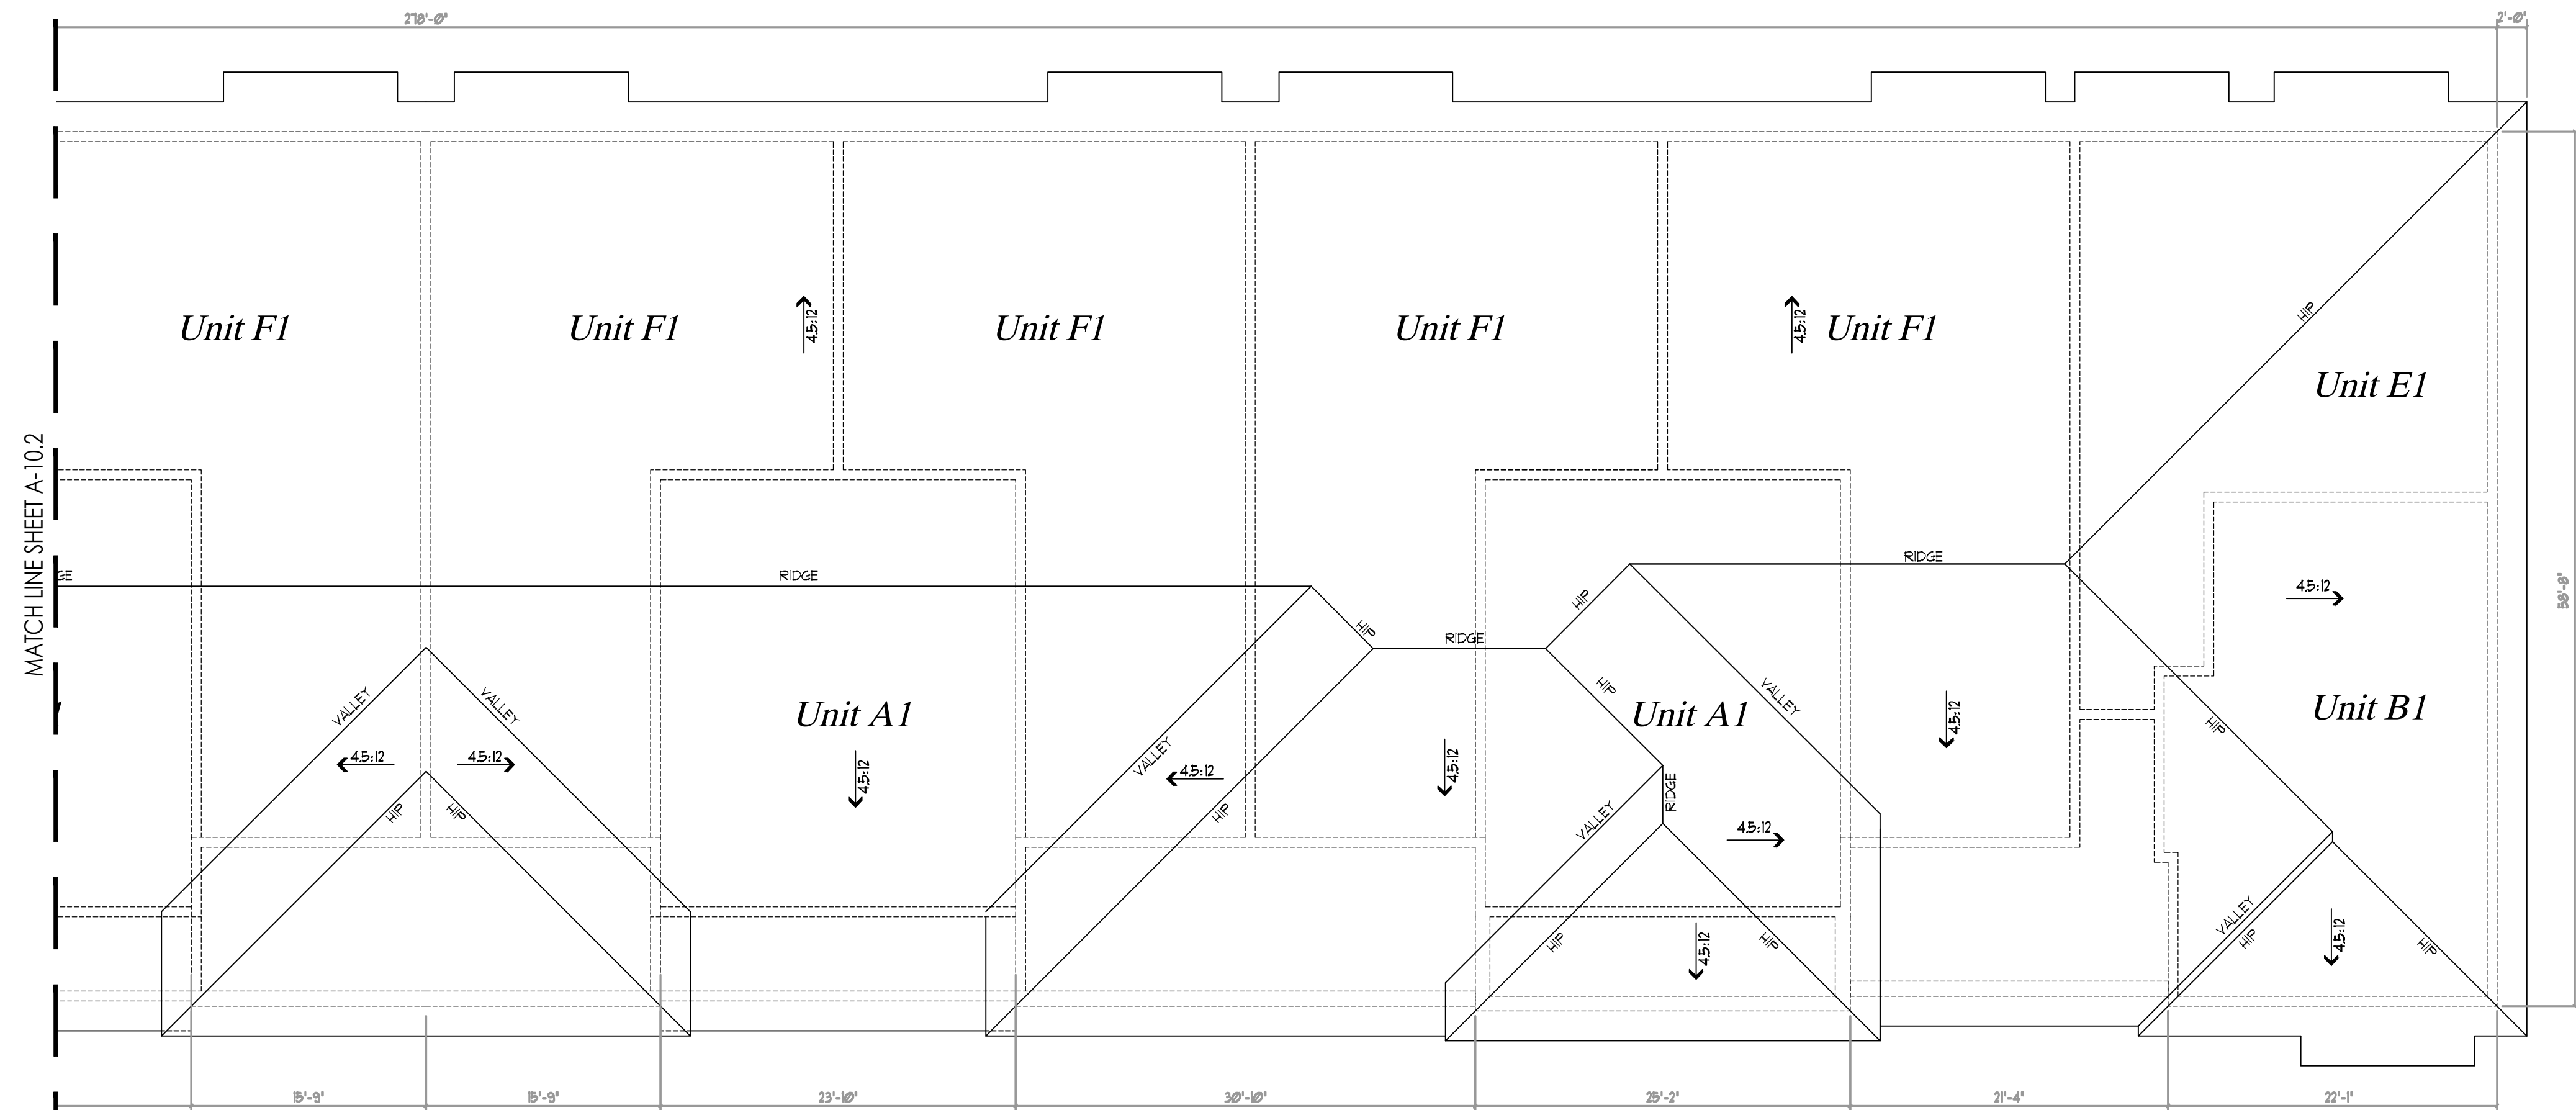 278'-0"
2'-0"
MATCH LINE SHEET A-10.2
Unit F1
Unit F1
4.5:12
Unit F1
Unit F1
4.5:12
Unit F1
HIP
Unit E1
58'-8"
GE
RIDGE
RIDGE
4.5:12
HIP
HIP
RIDGE
VALLEY
VALLEY
Unit A1
HIP
Unit A1
VALLEY
4.5:12
Unit B1
HIP
4.5:12
4.5:12
4.5:12
VALLEY
4.5:12
4.5:12
RIDGE
HIP
HIP
HIP
VALLEY
4.5:12
VALLEY
HIP
HIP
HIP
4.5:12
HIP
4.5:12
HIP
15'-9"
15'-9"
23'-10"
30'-10"
25'-2"
21'-4"
22'-1"